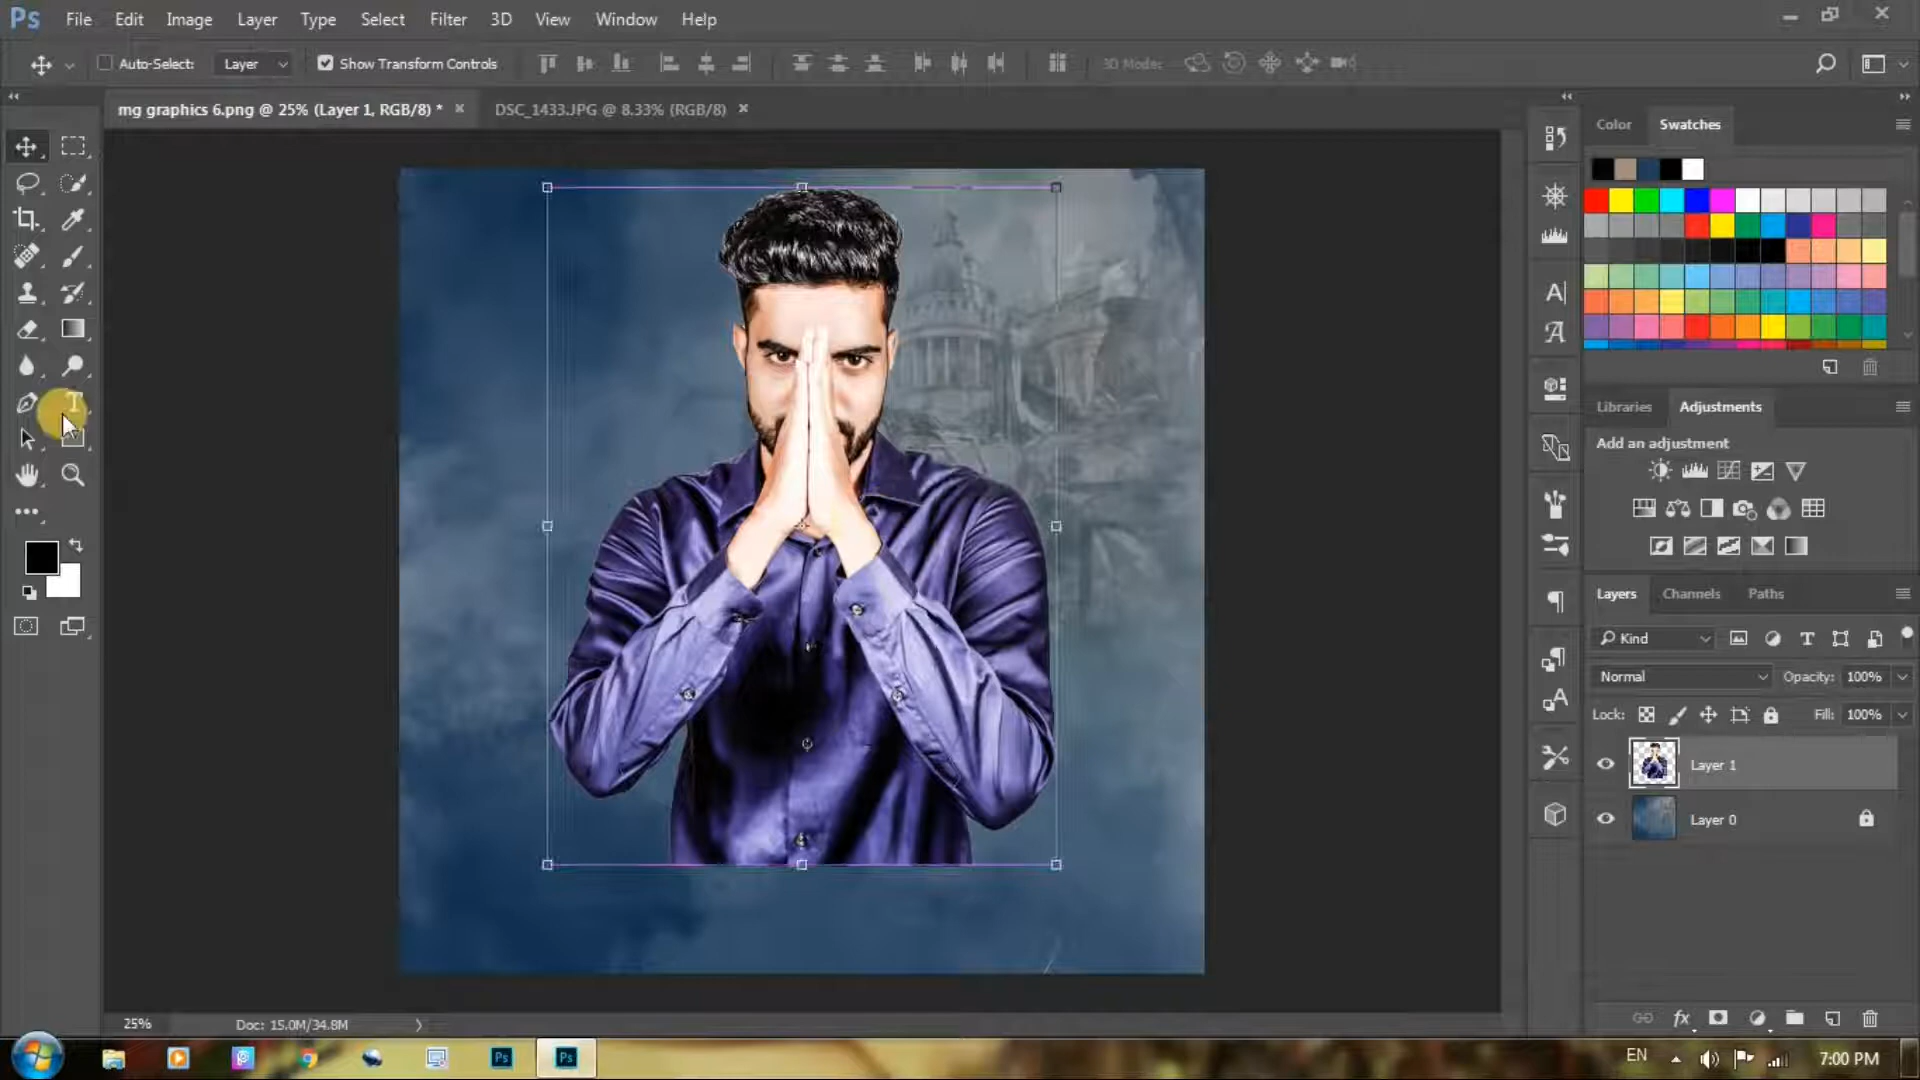 Ps File Edit Image Layer Type Select Filter 3D View Window Help
Auto-Select: Layer Show Transform Controls 3D Mode:
mg graphics 6.png @ 25% (Layer 1, RGB/8) * DSC_1433.JPG @ 8.33% (RGB/8)
Color Swatches
Libraries Adjustments
Add an adjustment
Layers Channels Paths
Kind
Normal Opacity: 100%
Lock: Fill: 100%
Layer 1
Layer 0
25% Doc: 15.0M/34.8M
Ps Ps EN 7:00 PM